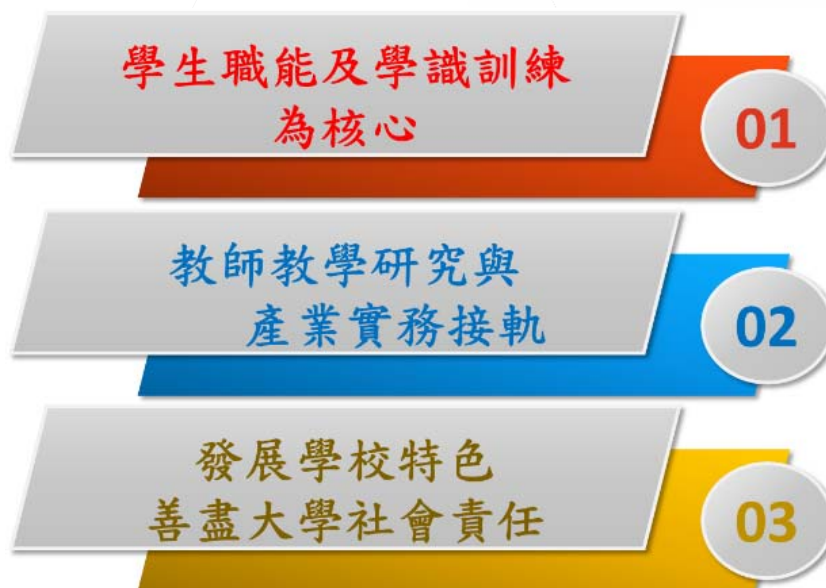 學生職能及學識訓練
為核心
01
教師教學研究與
產業實務接軌
02
發展學校特色
善盡大學社會責任
03